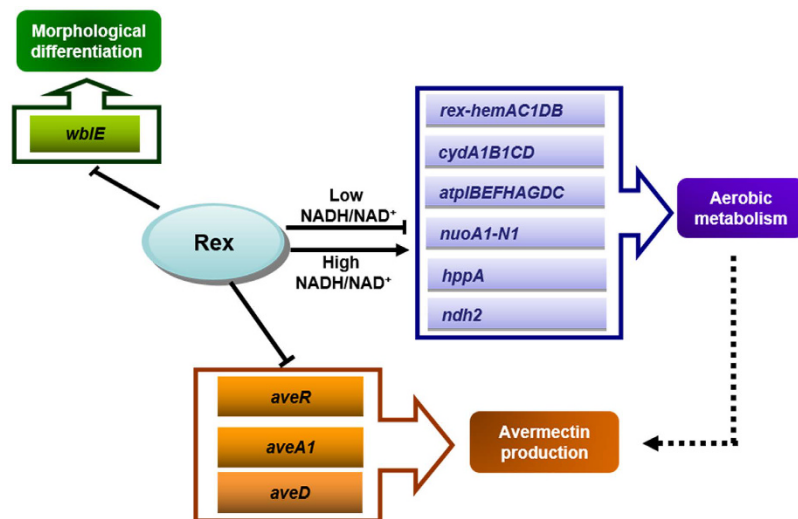 Morphological
differentiation
wblE
Rex
Low
NADH/NAD⁺
High
NADH/NAD⁺
rex-hemAC1DB
cydA1B1CD
atpIBEFHAGDC
nuoA1-N1
hppA
ndh2
Aerobic
metabolism
aveR
aveA1
aveD
Avermectin
production